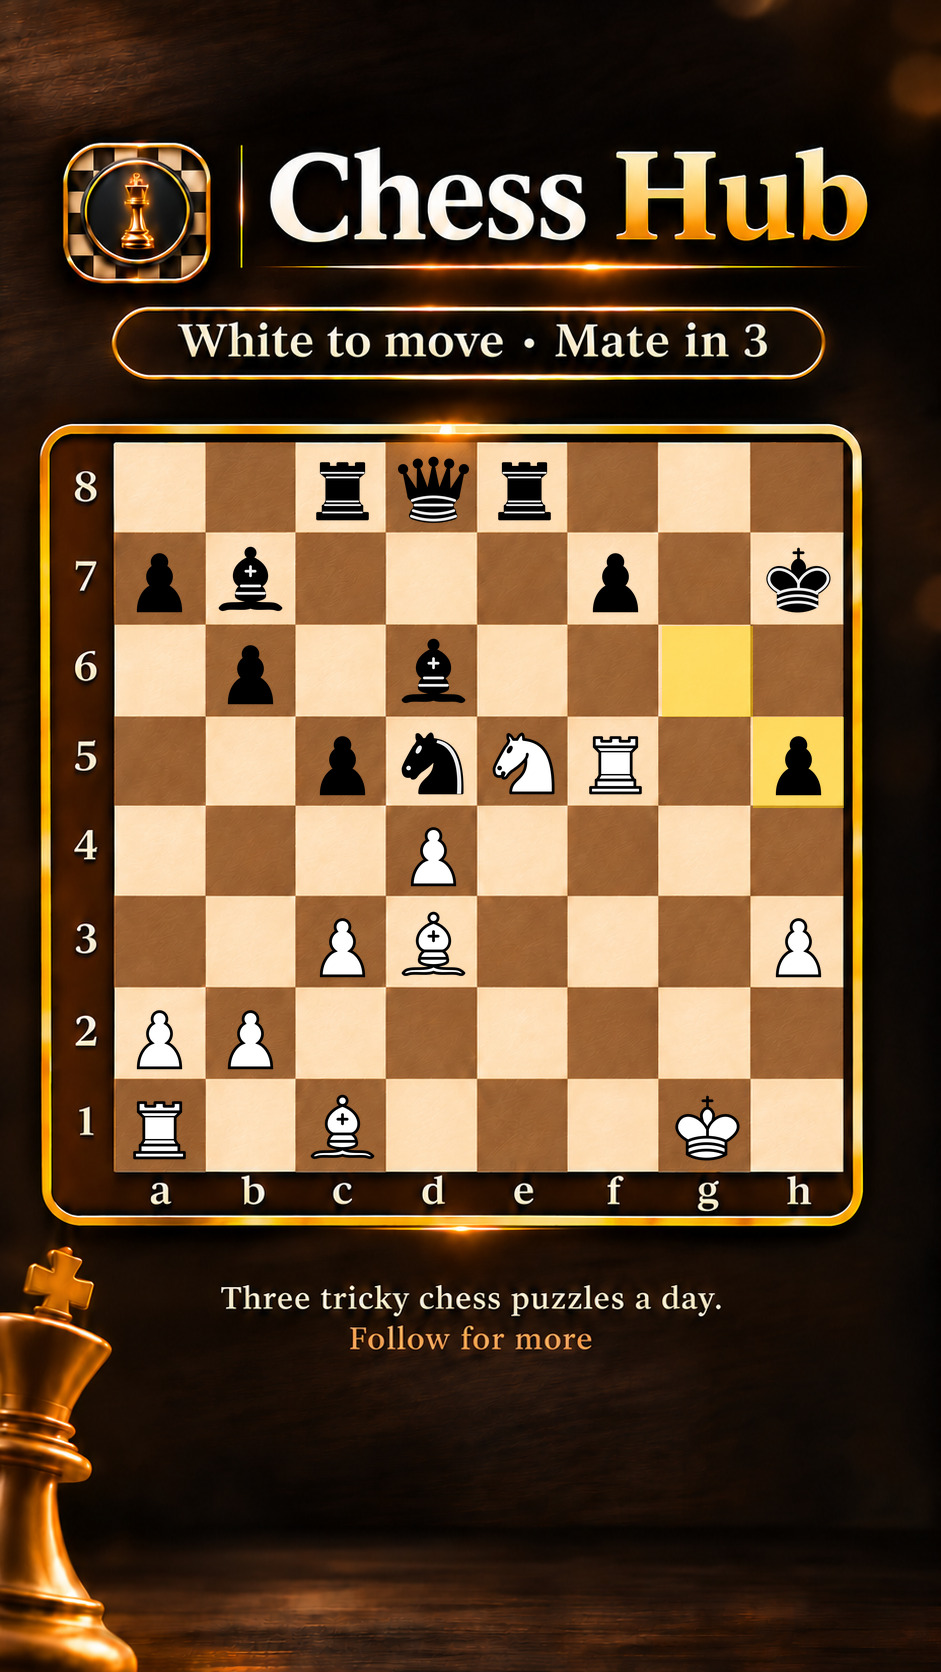 Chess Hub
White to move • Mate in 3
8
7
6
5
4
3
2
1
a b c d e f g h
Three tricky chess puzzles a day.
Follow for more